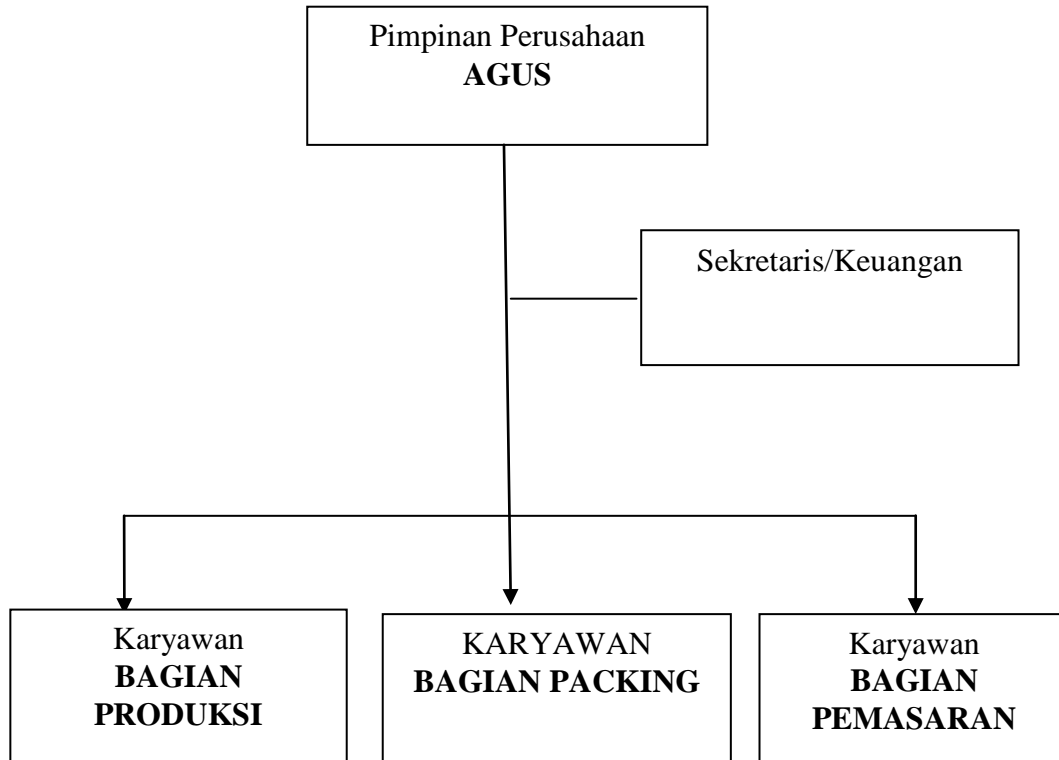 Pimpinan Perusahaan
AGUS
Sekretaris/Keuangan
Karyawan
BAGIAN
PRODUKSI
KARYAWAN
BAGIAN PACKING
Karyawan
BAGIAN
PEMASARAN